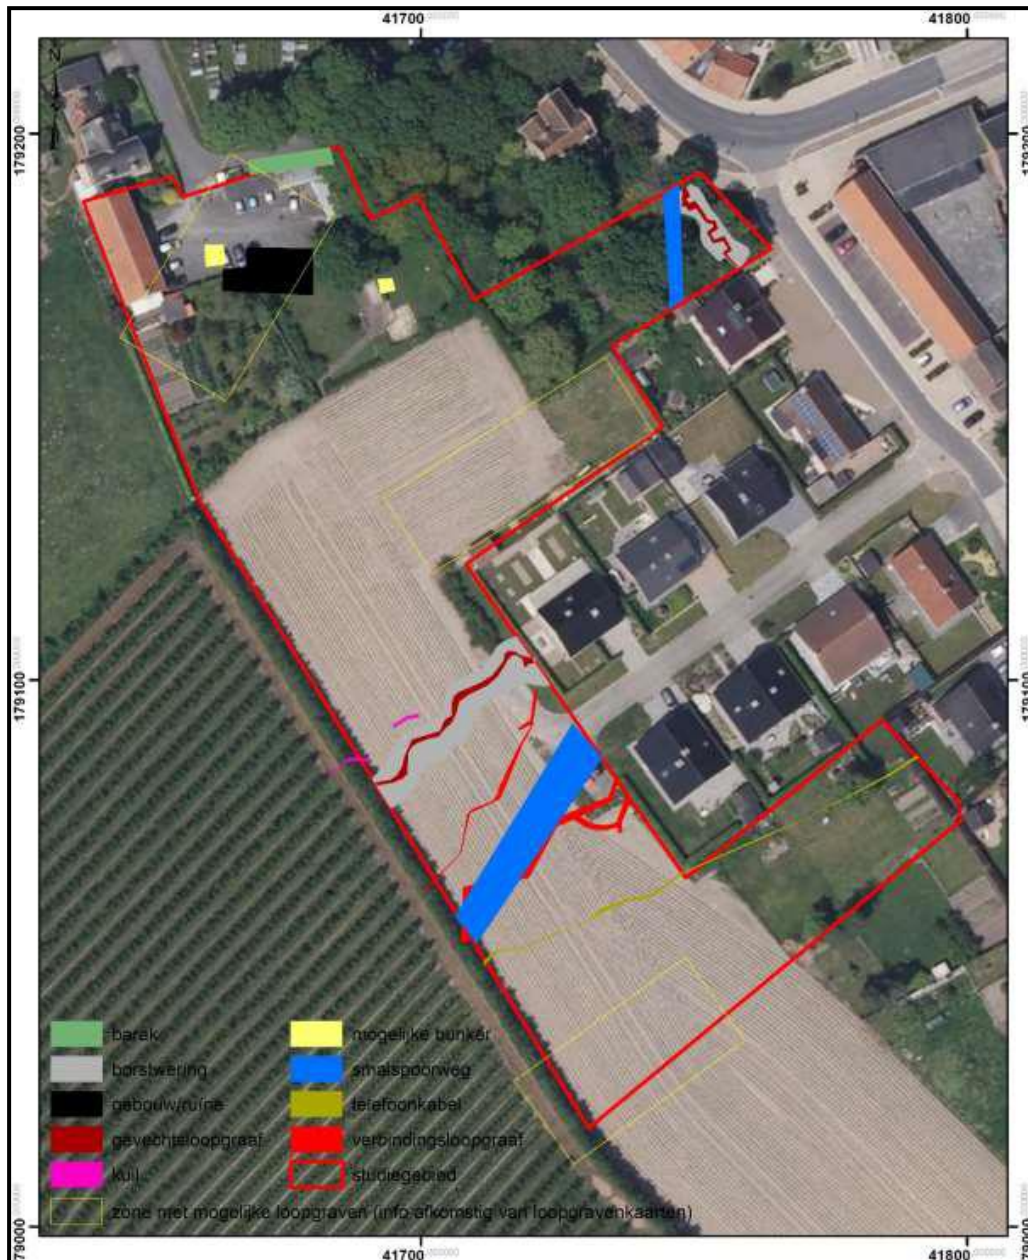 41700 41800
179200 179200
179100 179100
barak mogelijke bunker
borstwering smalspoorweg
gebouw/ruïne telefoonkabel
gevechtsloopgraaf verbindingsloopgraaf
kuil studiegebied
zone met mogelijke loopgraven (info afkomstig van loopgravenkaarten)
179000 179000
41700 41800